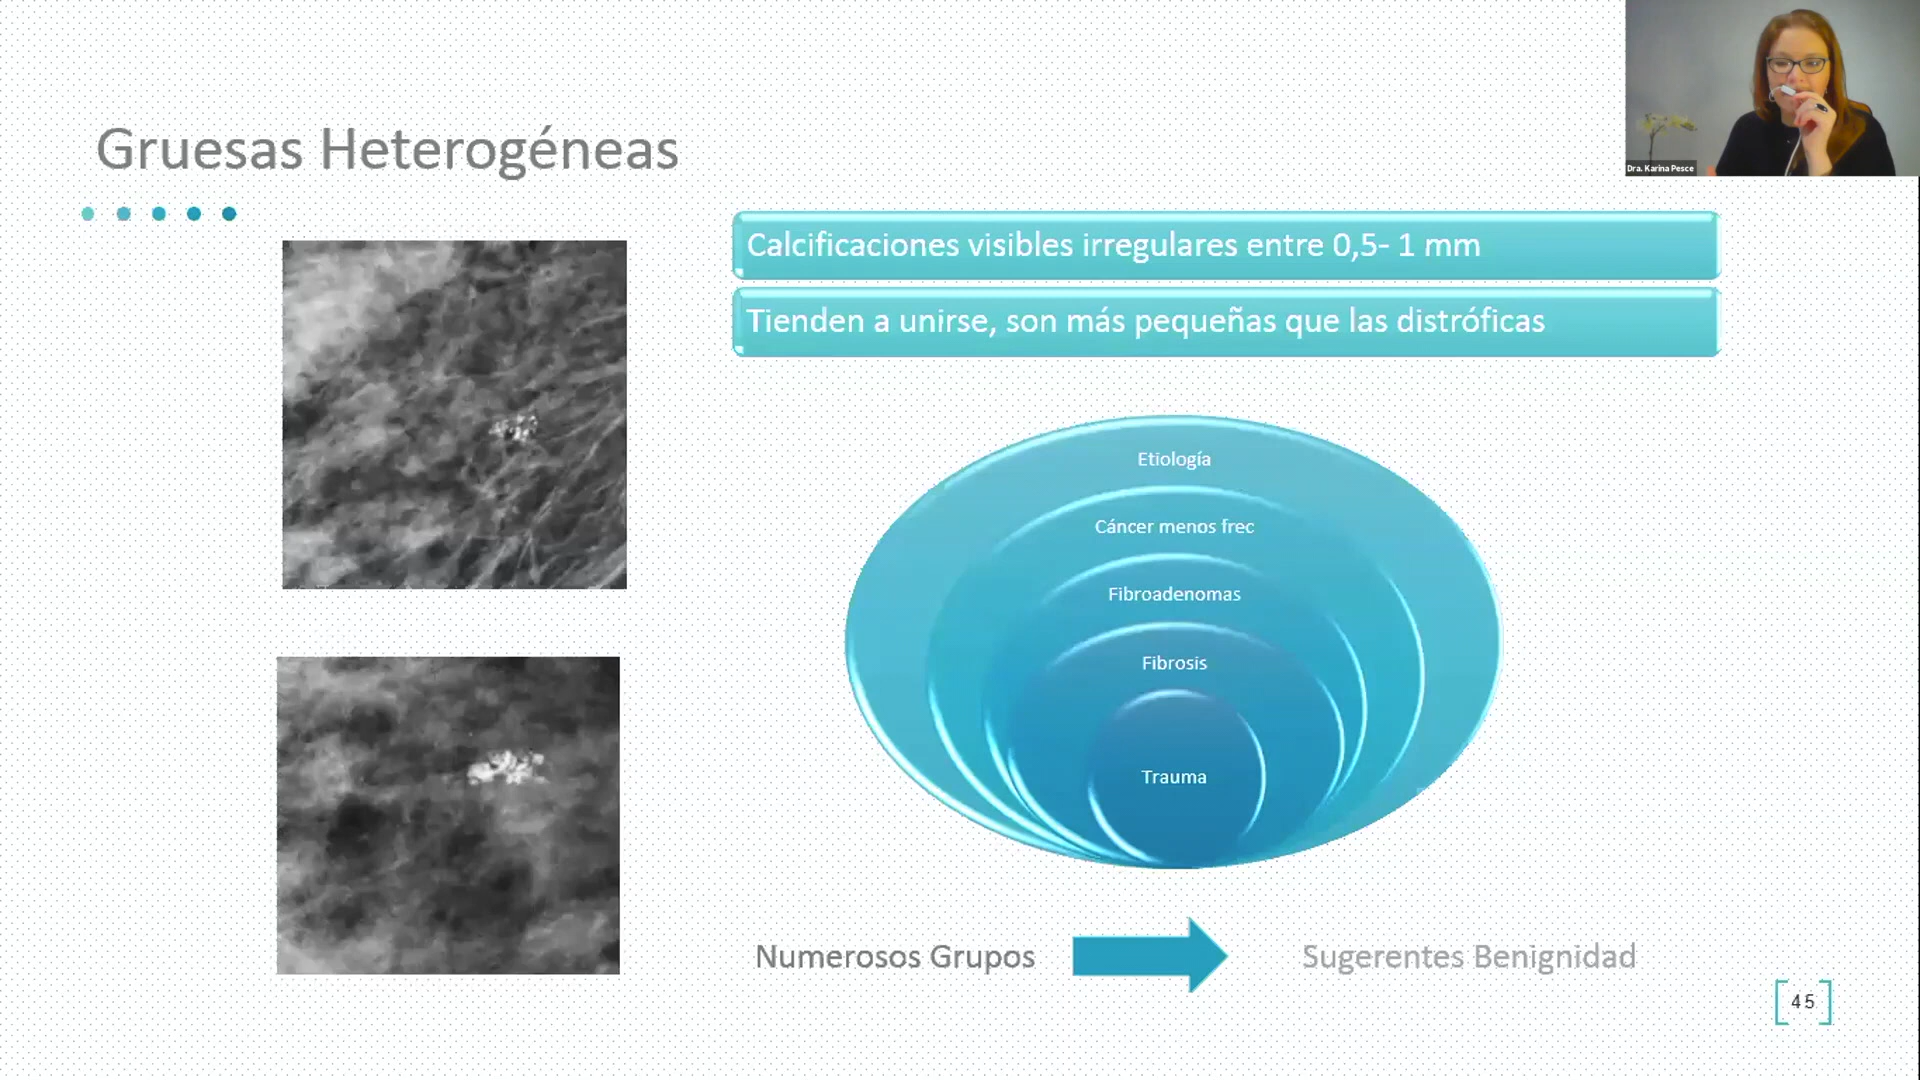 Dra. Karina Pesce
Gruesas Heterogéneas
Calcificaciones visibles irregulares entre 0,5- 1 mm
Tienden a unirse, son más pequeñas que las distróficas
Etiología
Cáncer menos frec
Fibroadenomas
Fibrosis
Trauma
Numerosos Grupos
Sugerentes Benignidad
45